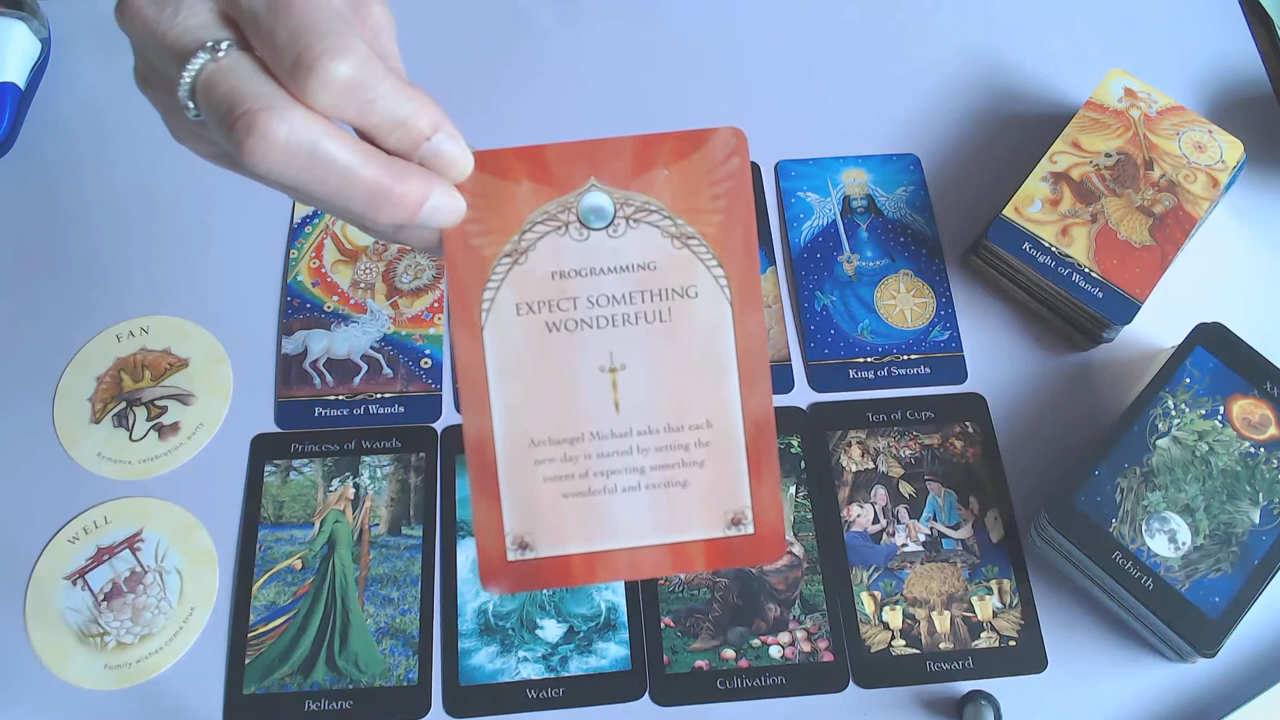 PROGRAMMING
EXPECT SOMETHING
WONDERFUL!
Archangel Michael asks that each
new day is started by setting the
intent of expecting something
wonderful and exciting.
FAN
Romance, celebration, party
WELL
Family wishes come true
Prince of Wands
King of Swords
Knight of Wands
Princess of Wands
Beltane
Water
Cultivation
Ten of Cups
Reward
Rebirth